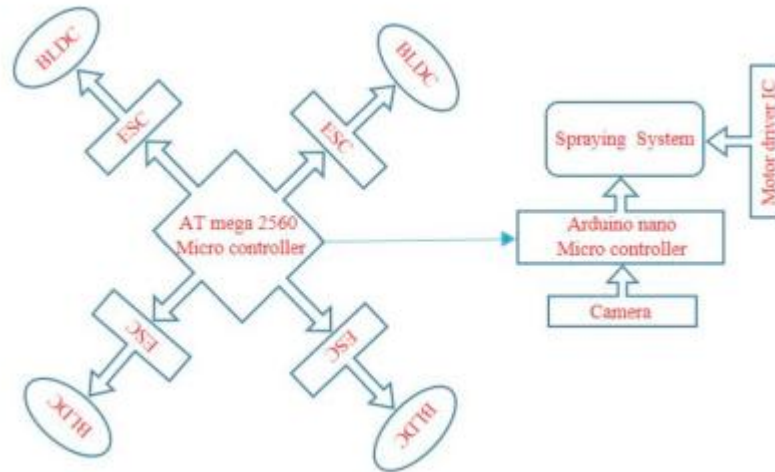 BLDC
BLDC
ESC
ESC
Spraying System
Motor driver IC
AT mega 2560
Micro controller
Arduino nano
Micro controller
Camera
ESC
ESC
BLDC
BLDC